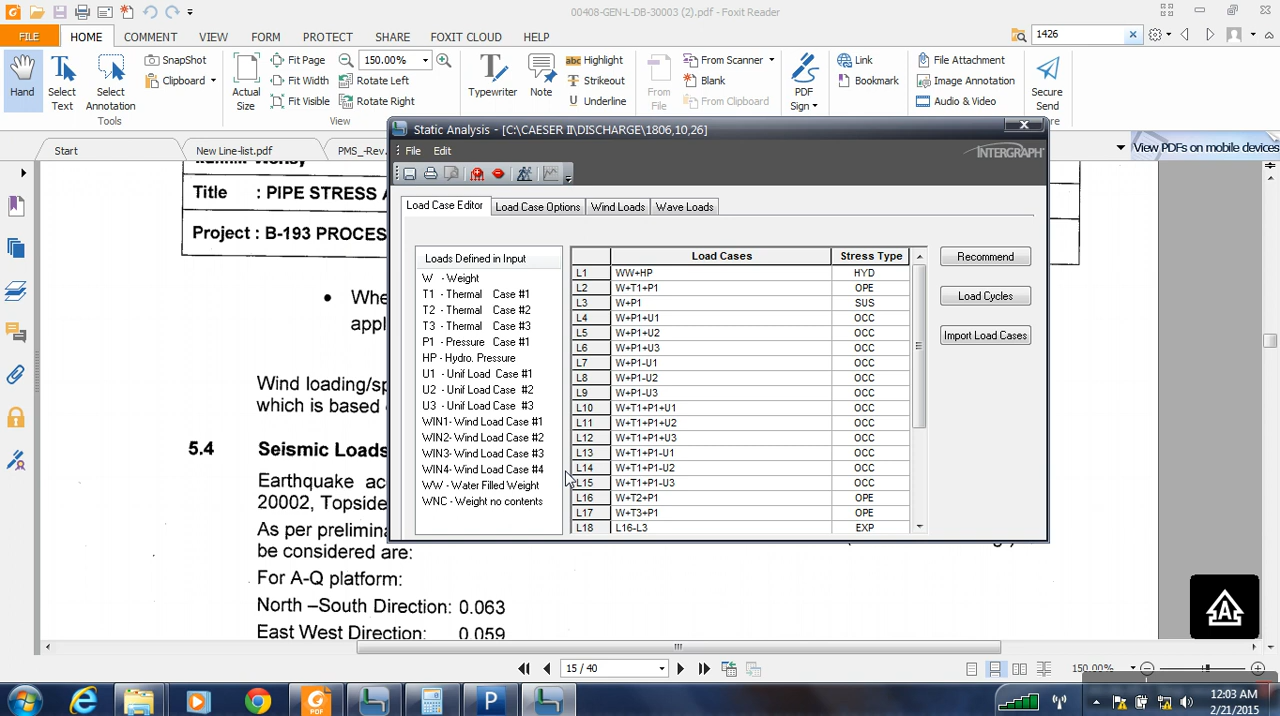 00408-GEN-L-DB-30003 (2).pdf - Foxit Reader
FILE HOME COMMENT VIEW FORM PROTECT SHARE FOXIT CLOUD HELP
1426
Hand
Select Text
Select Annotation
SnapShot
Clipboard
Tools
Actual Size
Fit Page
Fit Width
Fit Visible
150.00%
Rotate Left
Rotate Right
View
Typewriter
Note
Highlight
Strikeout
Underline
From File
From Scanner
Blank
From Clipboard
PDF Sign
Link
Bookmark
File Attachment
Image Annotation
Audio & Video
Secure Send
Start
New Line-list.pdf
PMS_-Rev.
View PDFs on mobile devices
Title : PIPE STRESS A
Project : B-193 PROCES
• Whe
appl
Wind loading/sp
which is based
5.4 Seismic Loads
Earthquake ac
20002, Topside
As per prelimin
be considered are:
For A-Q platform:
North –South Direction: 0.063
East West Direction: 0.059
Static Analysis - [C:\CAESER II\DISCHARGE\1806,10,26]
File Edit
INTERGRAPH
Load Case Editor Load Case Options Wind Loads Wave Loads
Loads Defined in Input
W - Weight
T1 - Thermal Case #1
T2 - Thermal Case #2
T3 - Thermal Case #3
P1 - Pressure Case #1
HP - Hydro. Pressure
U1 - Unif Load Case #1
U2 - Unif Load Case #2
U3 - Unif Load Case #3
WIN1- Wind Load Case #1
WIN2- Wind Load Case #2
WIN3- Wind Load Case #3
WIN4- Wind Load Case #4
WW - Water Filled Weight
WNC - Weight no contents
Load Cases Stress Type
L1 WW+HP HYD
L2 W+T1+P1 OPE
L3 W+P1 SUS
L4 W+P1+U1 OCC
L5 W+P1+U2 OCC
L6 W+P1+U3 OCC
L7 W+P1-U1 OCC
L8 W+P1-U2 OCC
L9 W+P1-U3 OCC
L10 W+T1+P1+U1 OCC
L11 W+T1+P1+U2 OCC
L12 W+T1+P1+U3 OCC
L13 W+T1+P1-U1 OCC
L14 W+T1+P1-U2 OCC
L15 W+T1+P1-U3 OCC
L16 W+T2+P1 OPE
L17 W+T3+P1 OPE
L18 L16-L3 EXP
Recommend
Load Cycles
Import Load Cases
15 / 40
150.00%
12:03 AM
2/21/2015